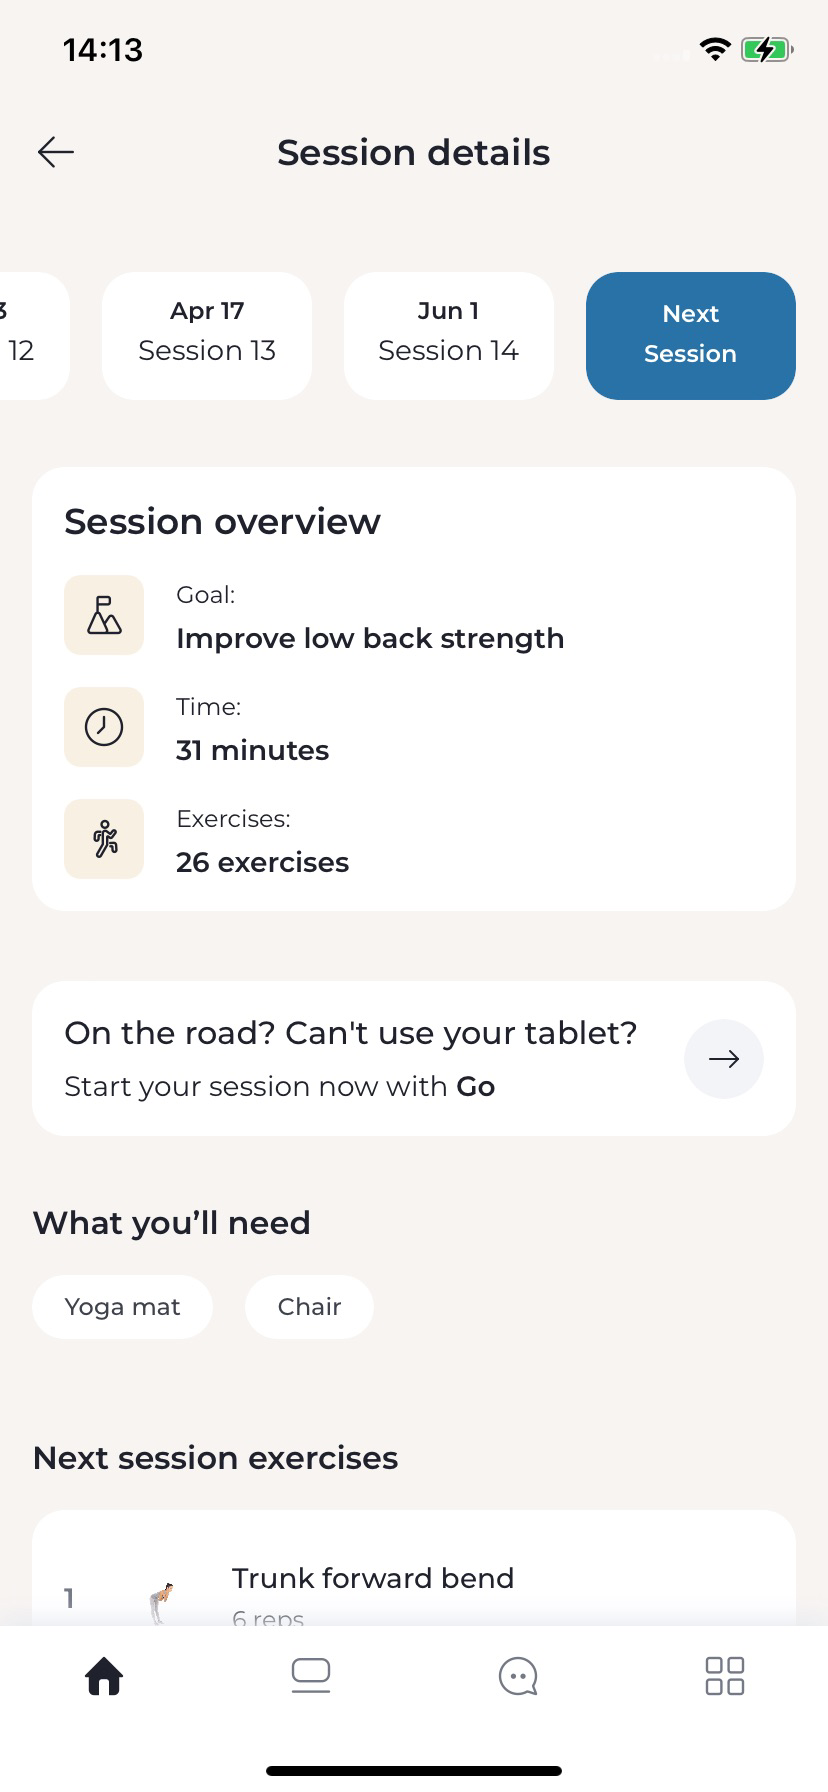 14:13
Session details
3
12
Apr 17
Session 13
Jun 1
Session 14
Next
Session
Session overview
Goal:
Improve low back strength
Time:
31 minutes
Exercises:
26 exercises
On the road? Can't use your tablet?
Start your session now with Go
What you’ll need
Yoga mat
Chair
Next session exercises
1
Trunk forward bend
6 reps